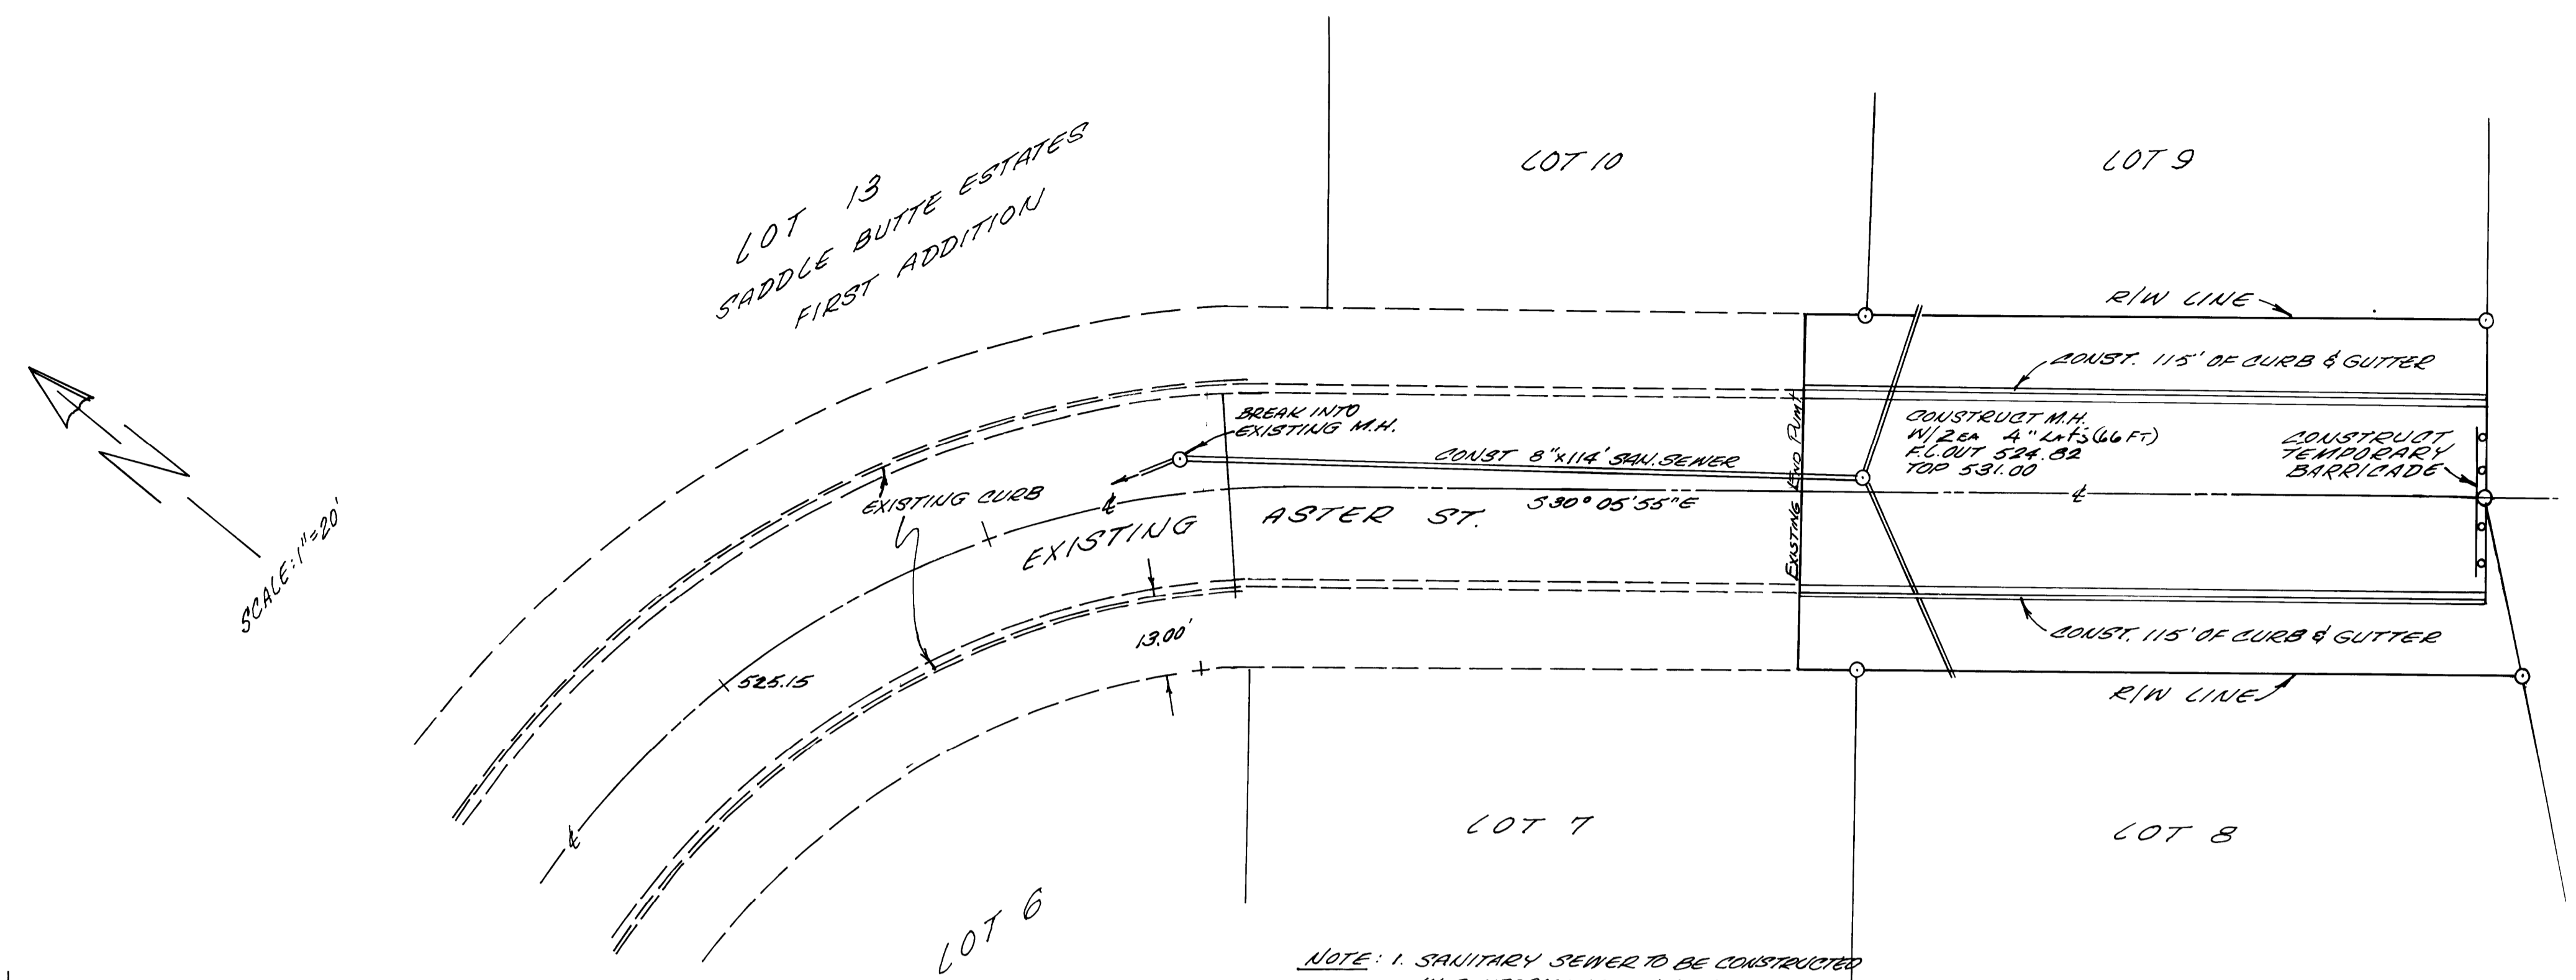 LOT 13
SADDLE BUTTE ESTATES
FIRST ADDITION
LOT 10
LOT 9
R/W LINE
CONST. 115' OF CURB & GUTTER
BREAK INTO
EXISTING M.H.
CONST 8"x114' SAN. SEWER
EXISTING END PVMT
CONSTRUCT M.H.
W/2 EA 4" LAT'S (66 FT)
F.L. OUT 524.82
TOP 531.00
CONSTRUCT
TEMPORARY
BARRICADE
SCALE: 1"=20'
EXISTING CURB
℄
EXISTING ASTER ST.
S30° 05' 55"E
℄
13.00'
525.15
℄
CONST. 115' OF CURB & GUTTER
R/W LINE
LOT 7
LOT 8
LOT 6
NOTE: 1. SANITARY SEWER TO BE CONSTRUCTED